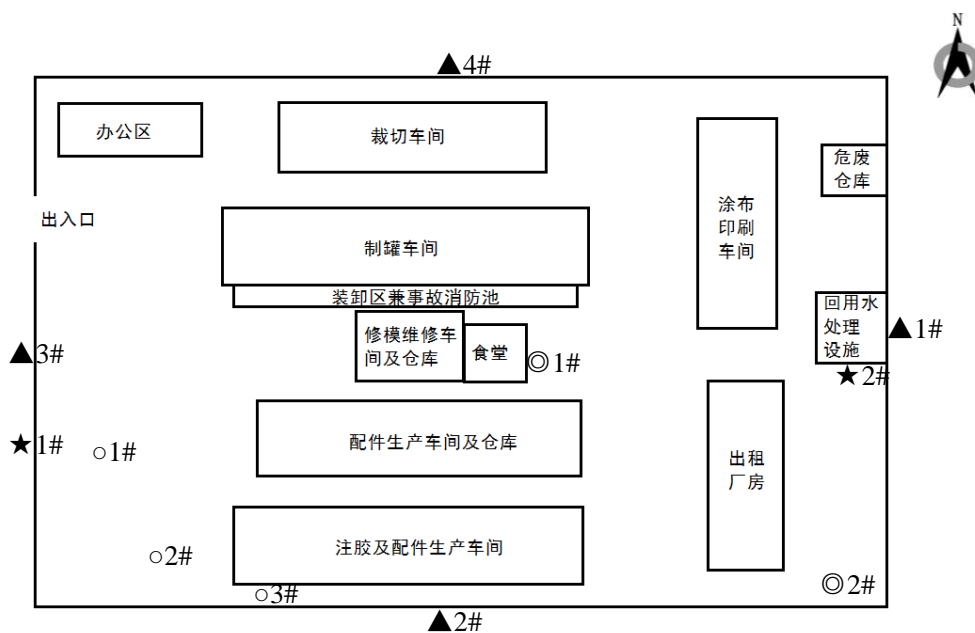 N
▲4#
办公区
裁切车间
危废
仓库
涂布
印刷
车间
出入口
制罐车间
装卸区兼事故消防池
回用水
处理
设施
▲1#
修模维修车
间及仓库
食堂
◎1#
▲3#
★2#
★1#
○1#
配件生产车间及仓库
出租
厂房
注胶及配件生产车间
○2#
○3#
◎2#
▲2#